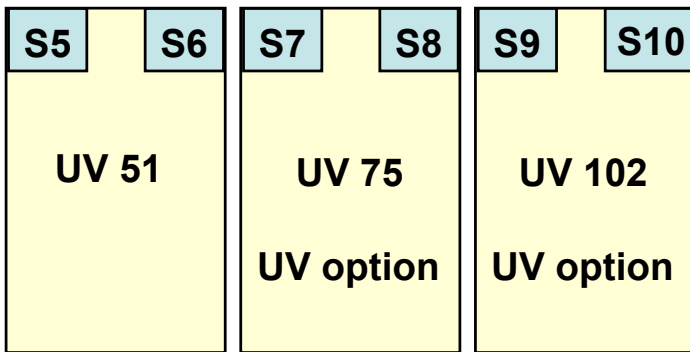 S5 S6 S7 S8 S9 S10
UV 51 UV 75 UV 102
UV option UV option